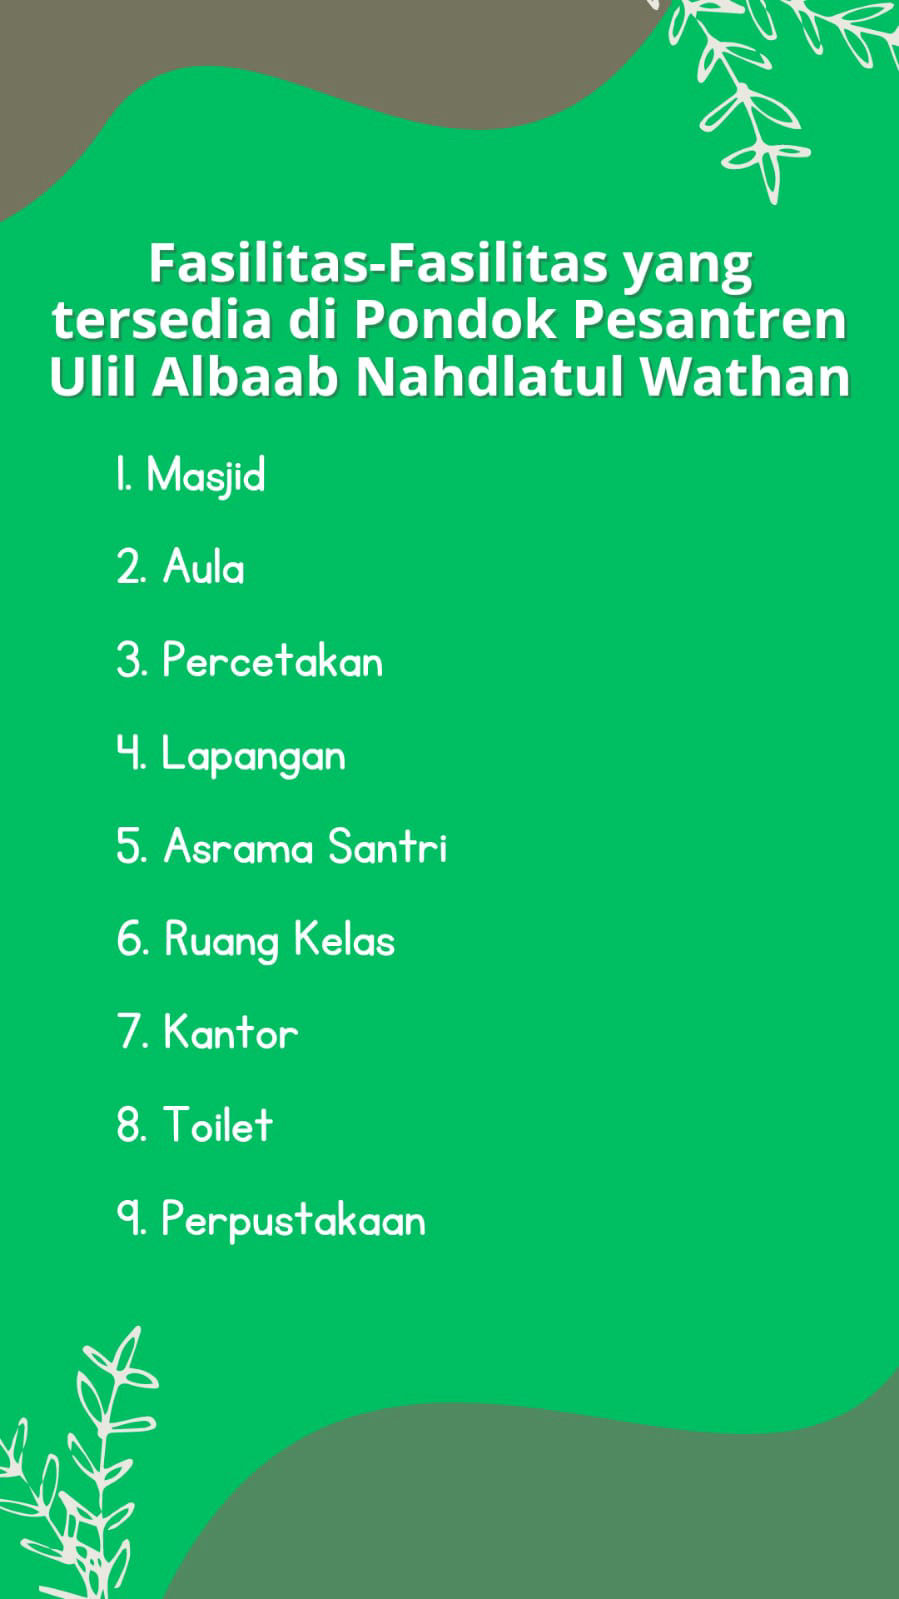 Fasilitas-Fasilitas yang
tersedia di Pondok Pesantren
Ulil Albaab Nahdlatul Wathan
1. Masjid
2. Aula
3. Percetakan
4. Lapangan
5. Asrama Santri
6. Ruang Kelas
7. Kantor
8. Toilet
9. Perpustakaan